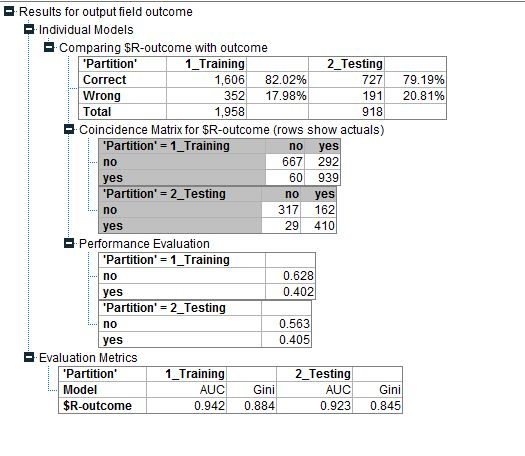 Results for output field outcome
Individual Models
Comparing $R-outcome with outcome
'Partition' 1_Training 2_Testing
Correct 1,606 82.02% 727 79.19%
Wrong 352 17.98% 191 20.81%
Total 1,958 918
Coincidence Matrix for $R-outcome (rows show actuals)
'Partition' = 1_Training no yes
no 667 292
yes 60 939
'Partition' = 2_Testing no yes
no 317 162
yes 29 410
Performance Evaluation
'Partition' = 1_Training
no 0.628
yes 0.402
'Partition' = 2_Testing
no 0.563
yes 0.405
Evaluation Metrics
'Partition' 1_Training 2_Testing
Model AUC Gini AUC Gini
$R-outcome 0.942 0.884 0.923 0.845